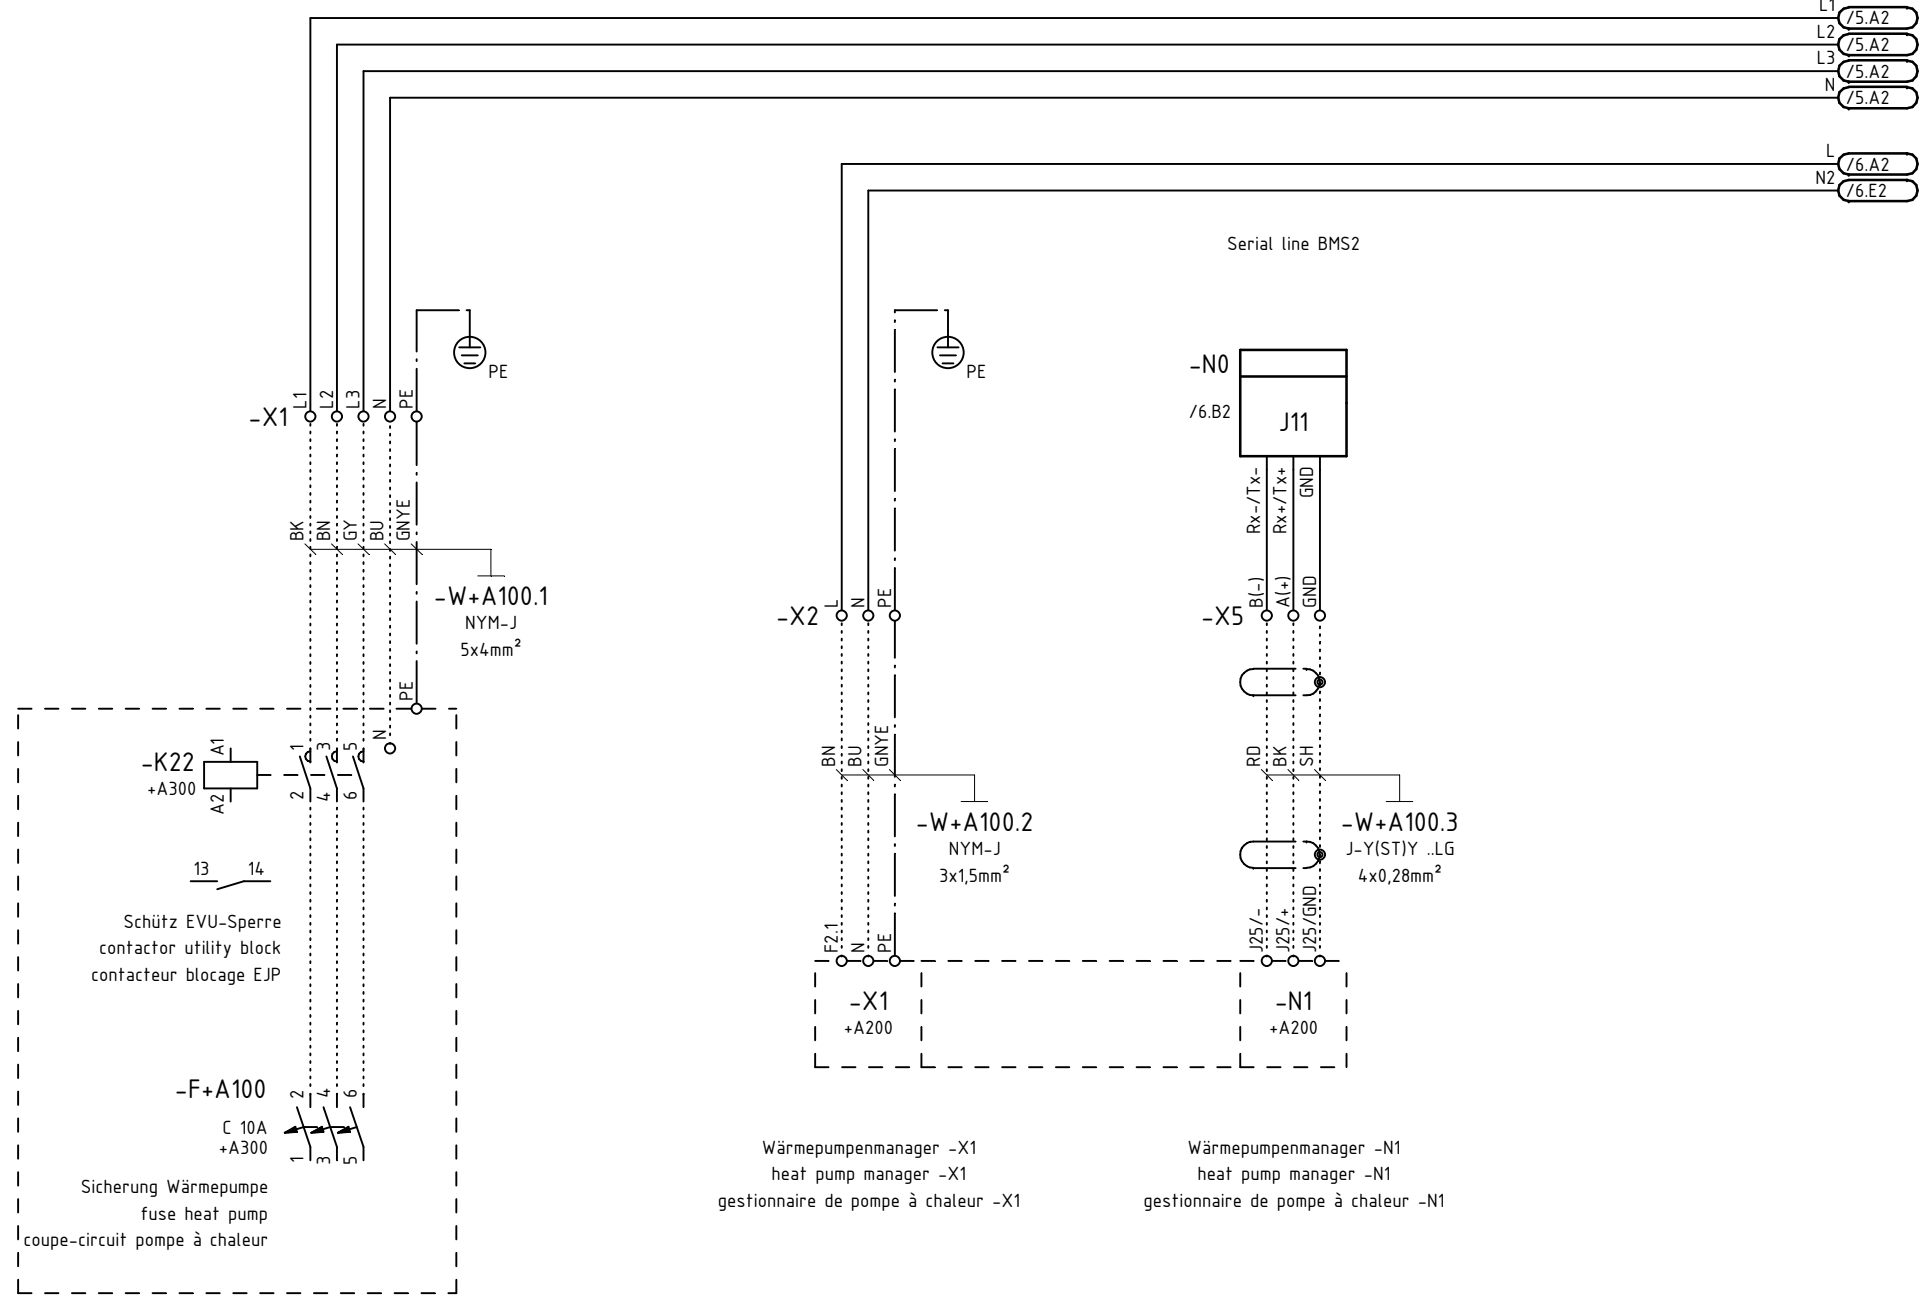 L1
/5.A2
L2
/5.A2
L3
/5.A2
N
/5.A2
L
/6.A2
N2
/6.E2
Serial line BMS2
PE
PE
-N0
/6.B2
J11
-X1
L1
L2
L3
N
PE
Rx-/Tx-
Rx+/Tx+
GND
BK
BN
GY
BU
GNYE
-W+A100.1
NYM-J
5x4mm²
-X2
L
N
PE
-X5
B(-)
A(+)
GND
PE
N
-K22
+A300
A1
A2
1
3
5
2
4
6
BN
BU
GNYE
RD
BK
SH
-W+A100.2
NYM-J
3x1,5mm²
-W+A100.3
J-Y(ST)Y ..LG
4x0,28mm²
13
14
Schütz EVU-Sperre
contactor utility block
contacteur blocage EJP
F2.1
N
PE
J25/-
J25/+
J25/GND
-X1
+A200
-N1
+A200
-F+A100
C 10A
+A300
2
4
6
1
3
5
Sicherung Wärmepumpe
fuse heat pump
coupe-circuit pompe à chaleur
Wärmepumpenmanager -X1
heat pump manager -X1
gestionnaire de pompe à chaleur -X1
Wärmepumpenmanager -N1
heat pump manager -N1
gestionnaire de pompe à chaleur -N1